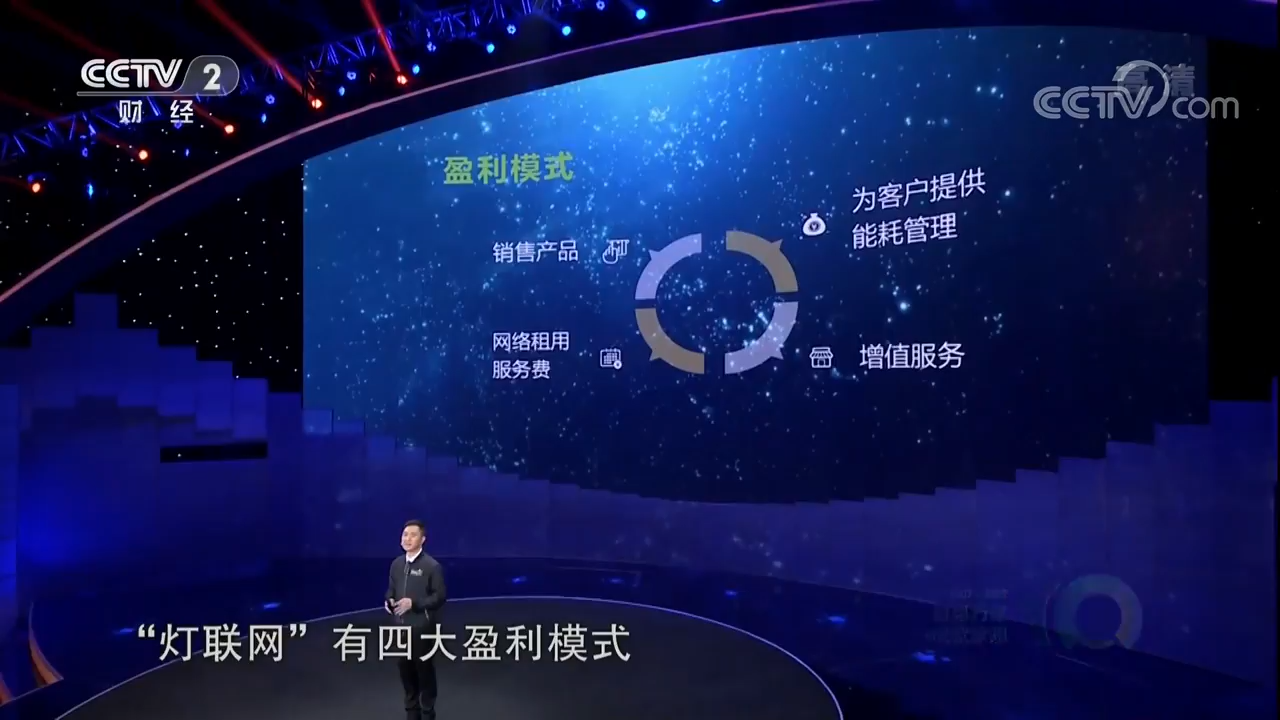 CCTV 2
财经
高清
CCTV com
盈利模式
为客户提供
能耗管理
销售产品
网络租用
服务费
增值服务
“灯联网”有四大盈利模式